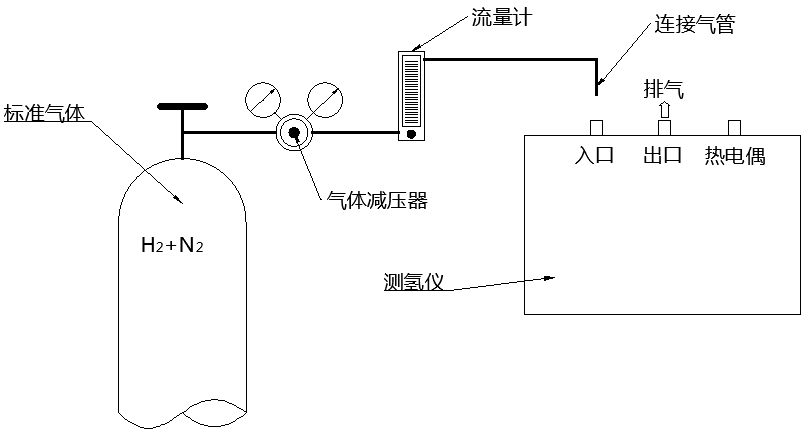 流量计
连接气管
排气
标准气体
入口
出口
热电偶
气体减压器
H2+N2
测氢仪